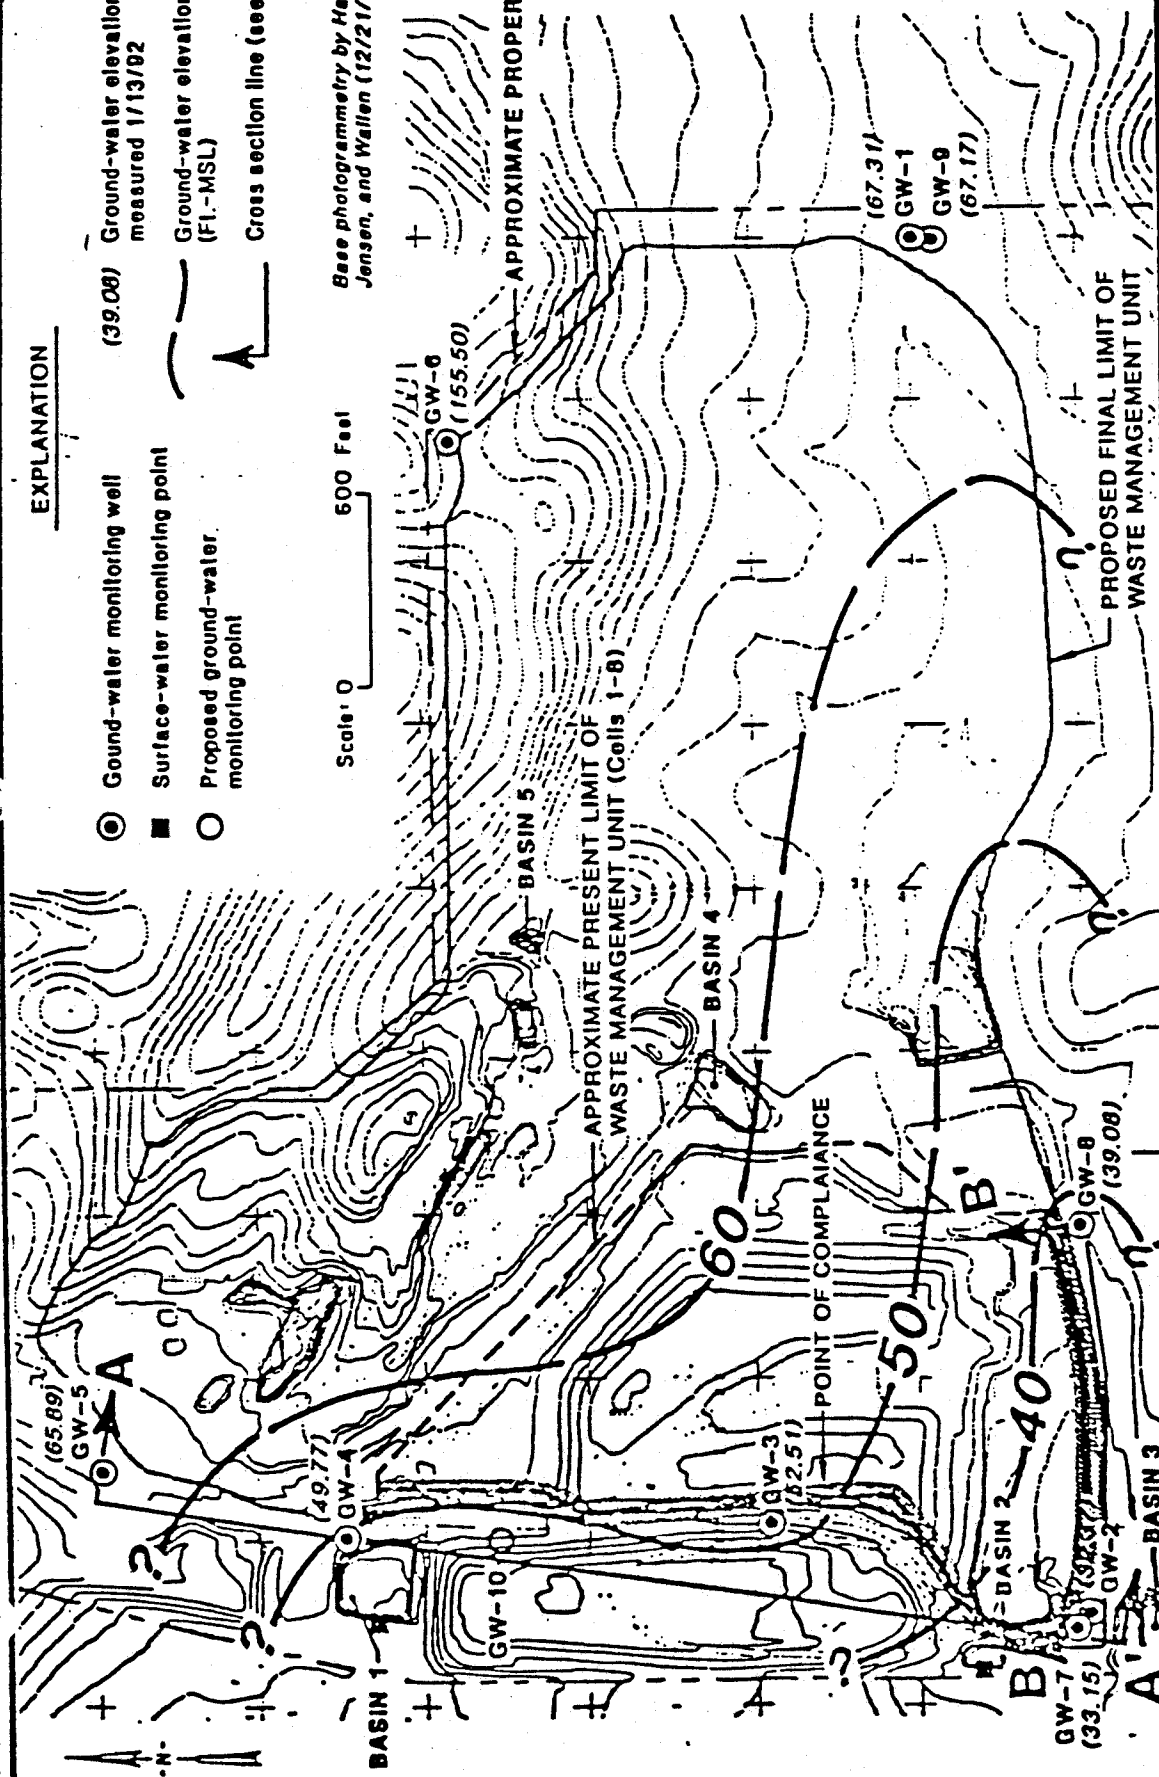 EXPLANATION
Gound-water monitoring well
Surface-water monitoring point
Proposed ground-water
monitoring point
(39.08)
Ground-water elevation
measured 1/13/92
Ground-water elevation
(Ft.-MSL)
Cross section line (see
Scale: 0
600 Feet
Base photogrammetry by
Jensen, and Wallen (12/21/
-N-
(65.89)
GW-5
A
?
?
(49.77)
GW-4
BASIN 1
GW-6
(155.50)
APPROXIMATE PROPER
BASIN 5
GW-10
APPROXIMATE PRESENT LIMIT OF
WASTE MANAGEMENT UNIT (Cells 1-8)
BASIN 4
60
GW-3
(52.51)
POINT OF COMPLAIANCE
?
50
(67.31)
GW-1
GW-9
(67.17)
B'
BASIN 2
40
B
GW-7
(33.15)
GW-2
GW-8
(39.08)
?
?
?
PROPOSED FINAL LIMIT OF
WASTE MANAGEMENT UNIT
A'
BASIN 3